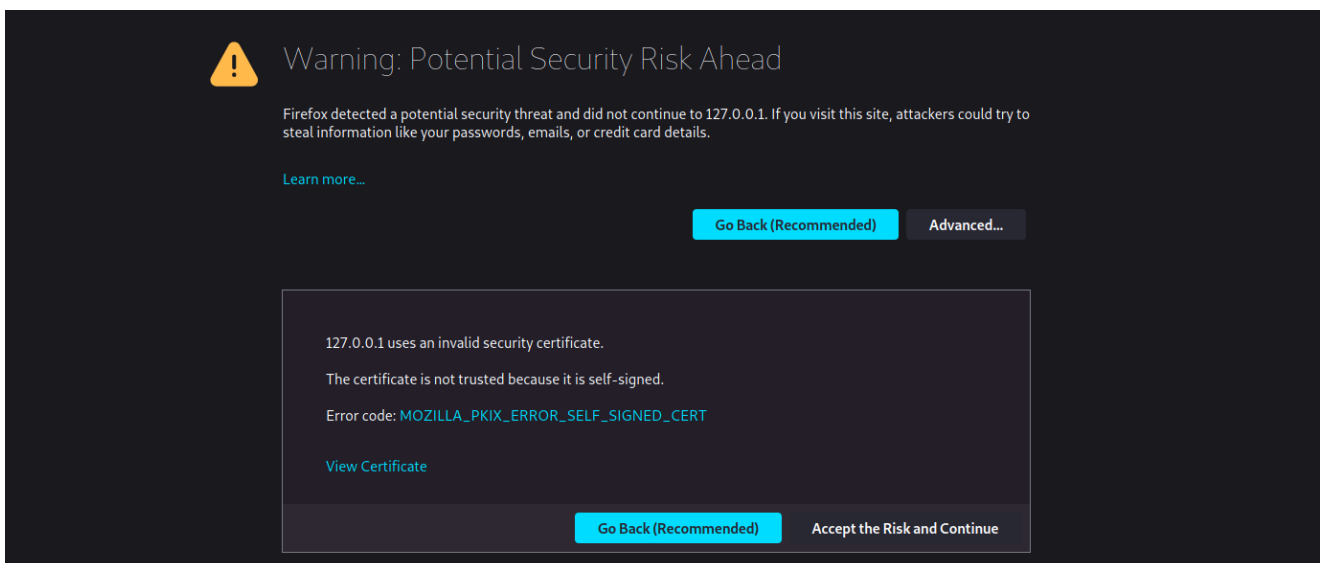 Warning: Potential Security Risk Ahead
Firefox detected a potential security threat and did not continue to 127.0.0.1. If you visit this site, attackers could try to
steal information like your passwords, emails, or credit card details.
Learn more...
Go Back (Recommended)
Advanced...
127.0.0.1 uses an invalid security certificate.
The certificate is not trusted because it is self-signed.
Error code: MOZILLA_PKIX_ERROR_SELF_SIGNED_CERT
View Certificate
Go Back (Recommended)
Accept the Risk and Continue